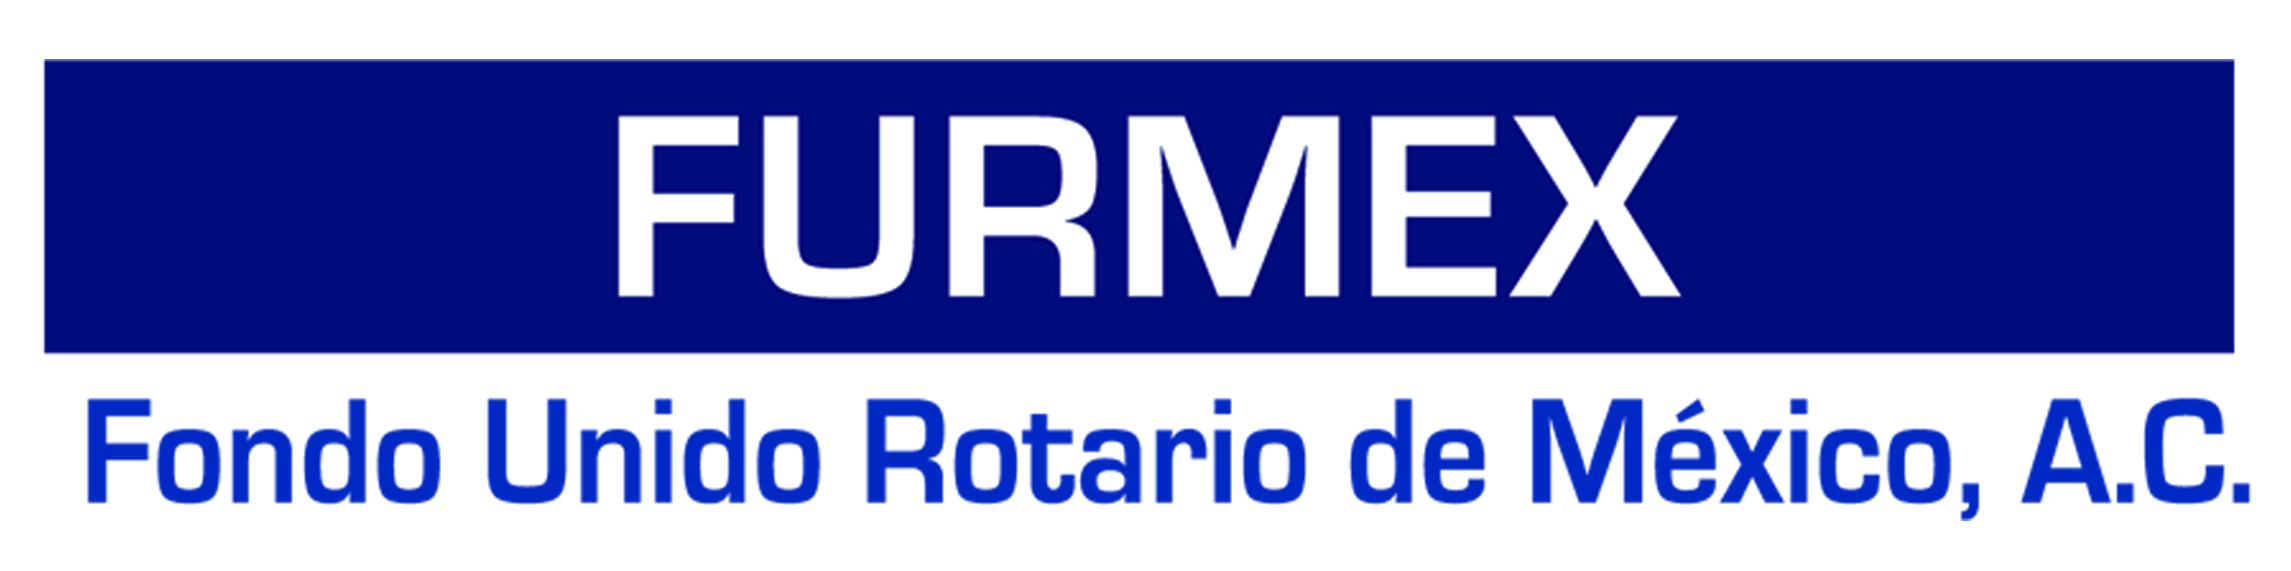 FURMEX
Fondo Unido Rotario de México, A.C.